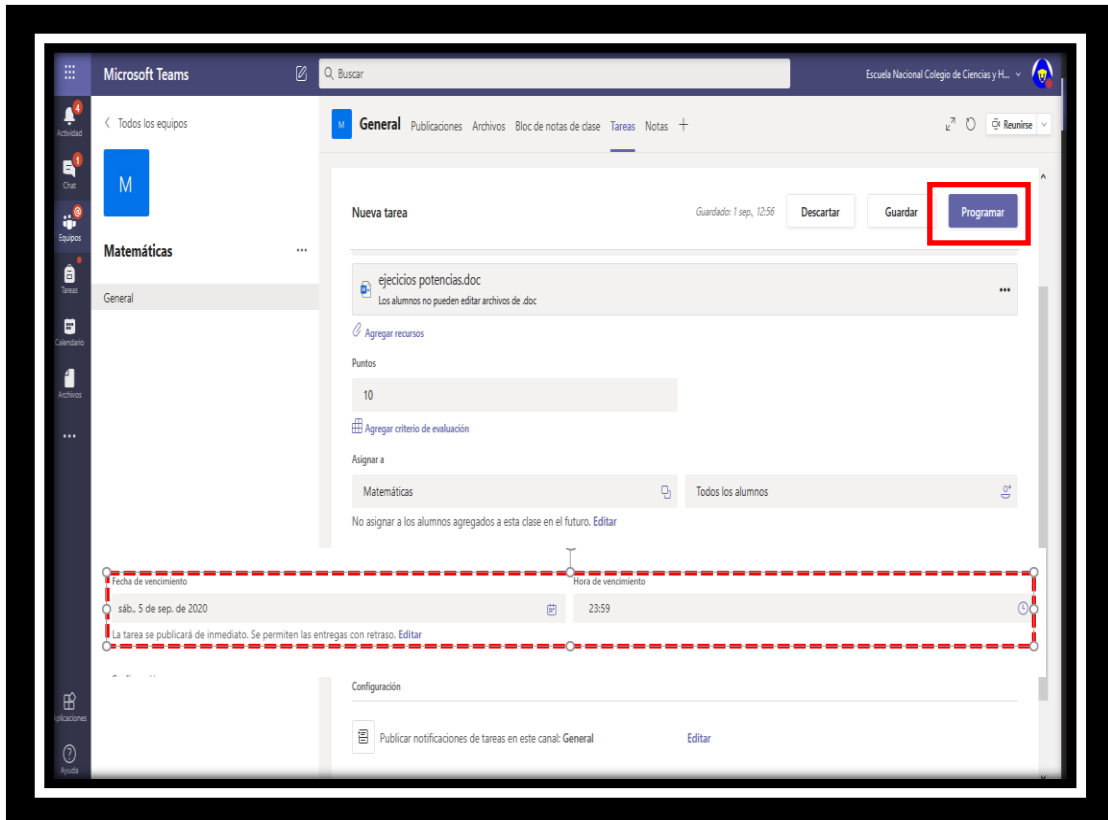 Microsoft Teams
Buscar
Escuela Nacional Colegio de Ciencias y H...
4
Actividad
1
Chat
@
Equipos
Tareas
Calendario
Archivos
...
Aplicaciones
?
Ayuda
< Todos los equipos
M
Matemáticas
...
General
M General Publicaciones Archivos Bloc de notas de clase Tareas Notas +
Reunirse
Nueva tarea
Guardado: 1 sep., 12:56
Descartar
Guardar
Programar
ejecicios potencias.doc
Los alumnos no pueden editar archivos de .doc
...
Agregar recursos
Puntos
10
Agregar criterio de evaluación
Asignar a
Matemáticas
Todos los alumnos
No asignar a los alumnos agregados a esta clase en el futuro. Editar
Fecha de vencimiento
Hora de vencimiento
sáb., 5 de sep. de 2020
23:59
La tarea se publicará de inmediato. Se permiten las entregas con retraso. Editar
Configuración
Publicar notificaciones de tareas en este canal: General
Editar